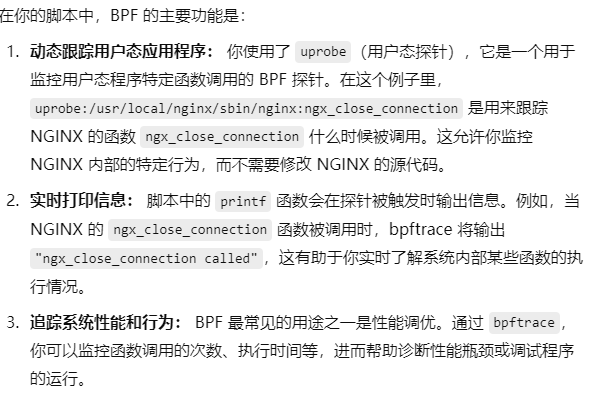 在你的脚本中，BPF 的主要功能是：
1. 动态跟踪用户态应用程序： 你使用了 uprobe（用户态探针），它是一个用于
监控用户态程序特定函数调用的 BPF 探针。在这个例子里，
uprobe:/usr/local/nginx/sbin/nginx:ngx_close_connection 是用来跟踪
NGINX 的函数 ngx_close_connection 什么时候被调用。这允许你监控
NGINX 内部的特定行为，而不需要修改 NGINX 的源代码。
2. 实时打印信息： 脚本中的 printf 函数会在探针被触发时输出信息。例如，当
NGINX 的 ngx_close_connection 函数被调用时，bpftrace 将输出
"ngx_close_connection called"，这有助于你实时了解系统内部某些函数的执
行情况。
3. 追踪系统性能和行为： BPF 最常见的用途之一是性能调优。通过 bpftrace，
你可以监控函数调用的次数、执行时间等，进而帮助诊断性能瓶颈或调试程序
的运行。